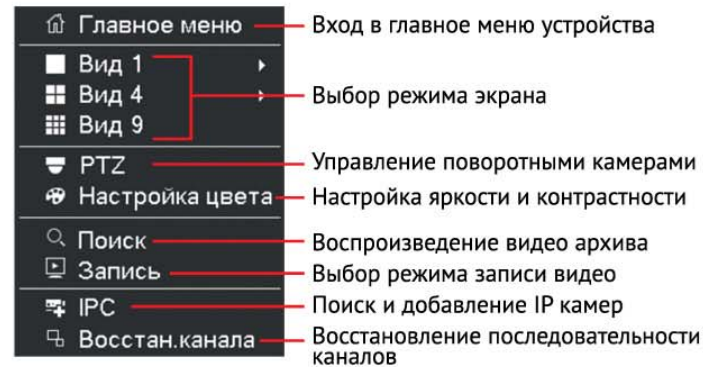 Главное меню
Вход в главное меню устройства
Вид 1
Вид 4
Выбор режима экрана
Вид 9
PTZ
Управление поворотными камерами
Настройка цвета
Настройка яркости и контрастности
Поиск
Воспроизведение видео архива
Запись
Выбор режима записи видео
IPC
Поиск и добавление IP камер
Восстан.канала
Восстановление последовательности
каналов